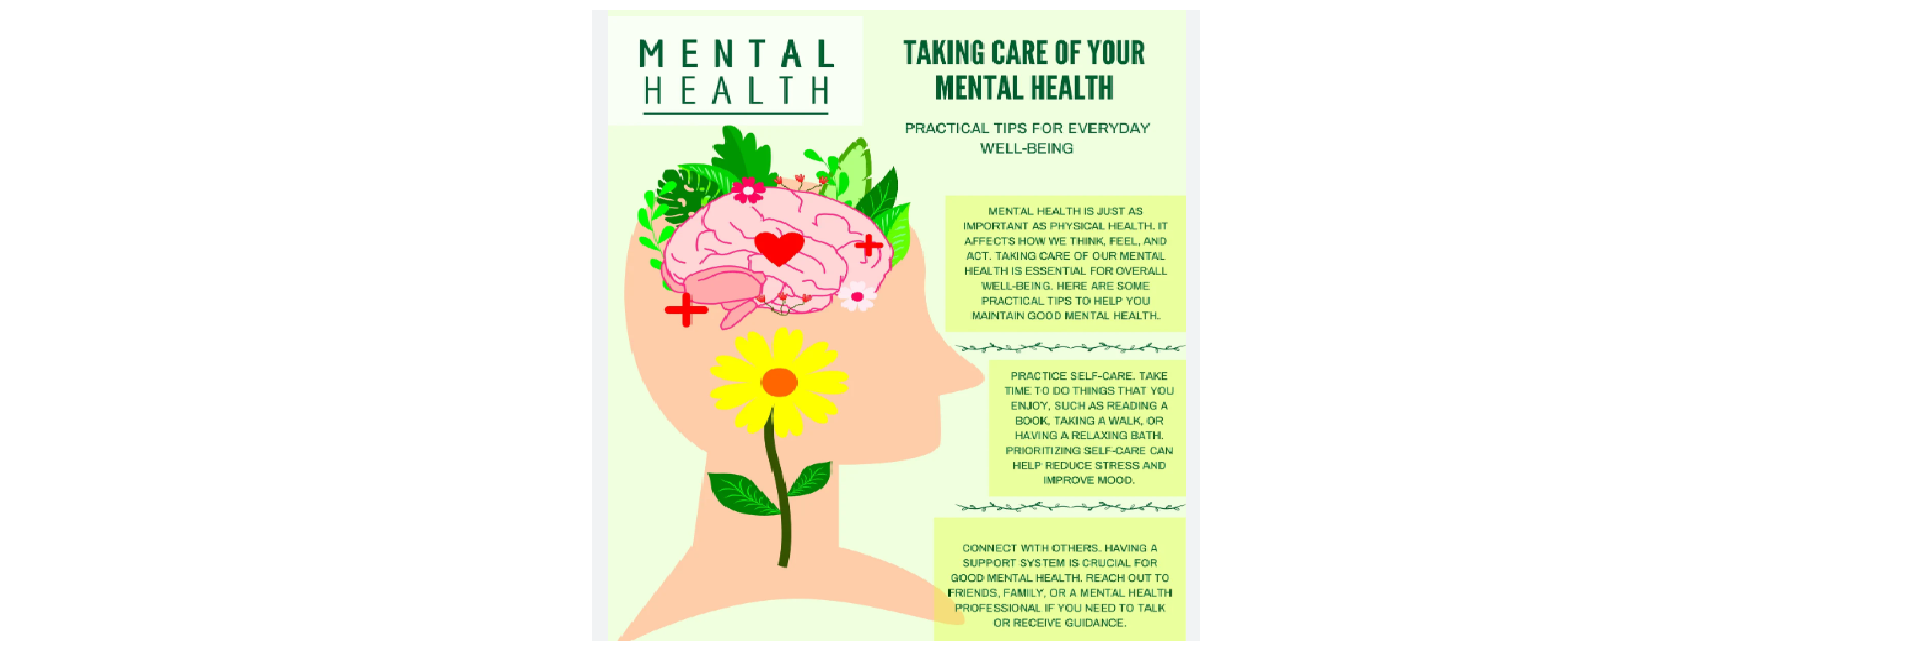 MENTAL
HEALTH
TAKING CARE OF YOUR
MENTAL HEALTH
PRACTICAL TIPS FOR EVERYDAY
WELL-BEING
MENTAL HEALTH IS JUST AS
IMPORTANT AS PHYSICAL HEALTH. IT
AFFECTS HOW WE THINK, FEEL, AND
ACT. TAKING CARE OF OUR MENTAL
HEALTH IS ESSENTIAL FOR OVERALL
WELL-BEING. HERE ARE SOME
PRACTICAL TIPS TO HELP YOU
MAINTAIN GOOD MENTAL HEALTH.
PRACTICE SELF-CARE. TAKE
TIME TO DO THINGS THAT YOU
ENJOY, SUCH AS READING A
BOOK, TAKING A WALK, OR
HAVING A RELAXING BATH.
PRIORITIZING SELF-CARE CAN
HELP REDUCE STRESS AND
IMPROVE MOOD.
CONNECT WITH OTHERS. HAVING A
SUPPORT SYSTEM IS CRUCIAL FOR
GOOD MENTAL HEALTH. REACH OUT TO
FRIENDS, FAMILY, OR A MENTAL HEALTH
PROFESSIONAL IF YOU NEED TO TALK
OR RECEIVE GUIDANCE.